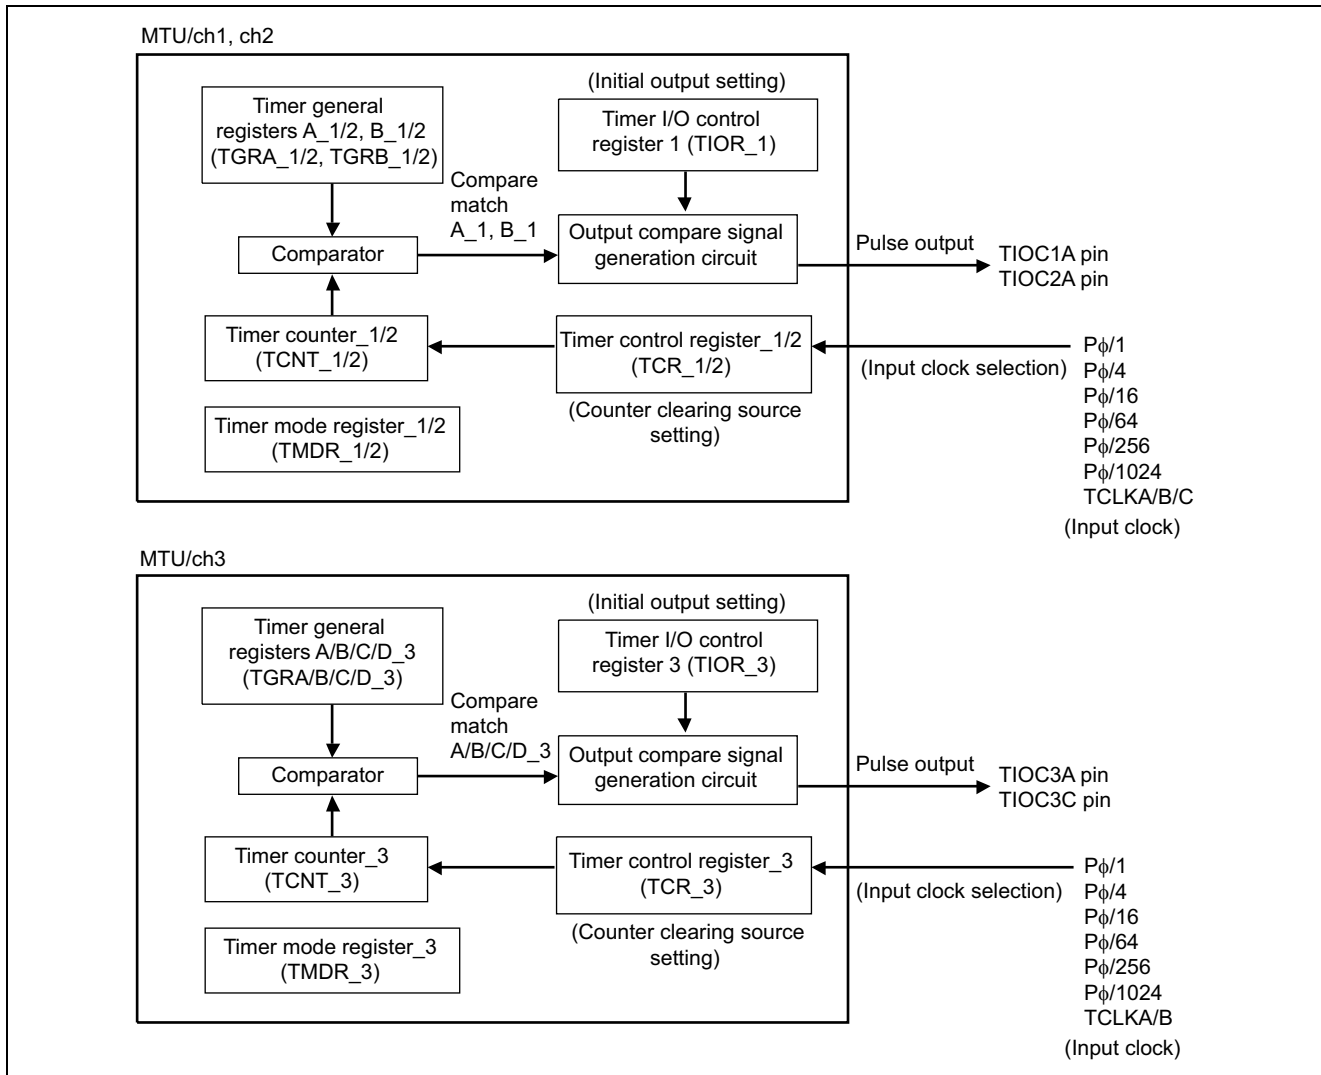 MTU/ch1, ch2
(Initial output setting)
Timer general
registers A_1/2, B_1/2
(TGRA_1/2, TGRB_1/2)
Timer I/O control
register 1 (TIOR_1)
Compare
match
A_1, B_1
Comparator
Output compare signal
generation circuit
Pulse output
TIOC1A pin
TIOC2A pin
Timer counter_1/2
(TCNT_1/2)
Timer control register_1/2
(TCR_1/2)
(Input clock selection)
Pϕ/1
Pϕ/4
Pϕ/16
Pϕ/64
Pϕ/256
Pϕ/1024
TCLKA/B/C
(Input clock)
(Counter clearing source
setting)
Timer mode register_1/2
(TMDR_1/2)
MTU/ch3
(Initial output setting)
Timer general
registers A/B/C/D_3
(TGRA/B/C/D_3)
Timer I/O control
register 3 (TIOR_3)
Compare
match
A/B/C/D_3
Comparator
Output compare signal
generation circuit
Pulse output
TIOC3A pin
TIOC3C pin
Timer counter_3
(TCNT_3)
Timer control register_3
(TCR_3)
(Input clock selection)
Pϕ/1
Pϕ/4
Pϕ/16
Pϕ/64
Pϕ/256
Pϕ/1024
TCLKA/B
(Input clock)
(Counter clearing source
setting)
Timer mode register_3
(TMDR_3)